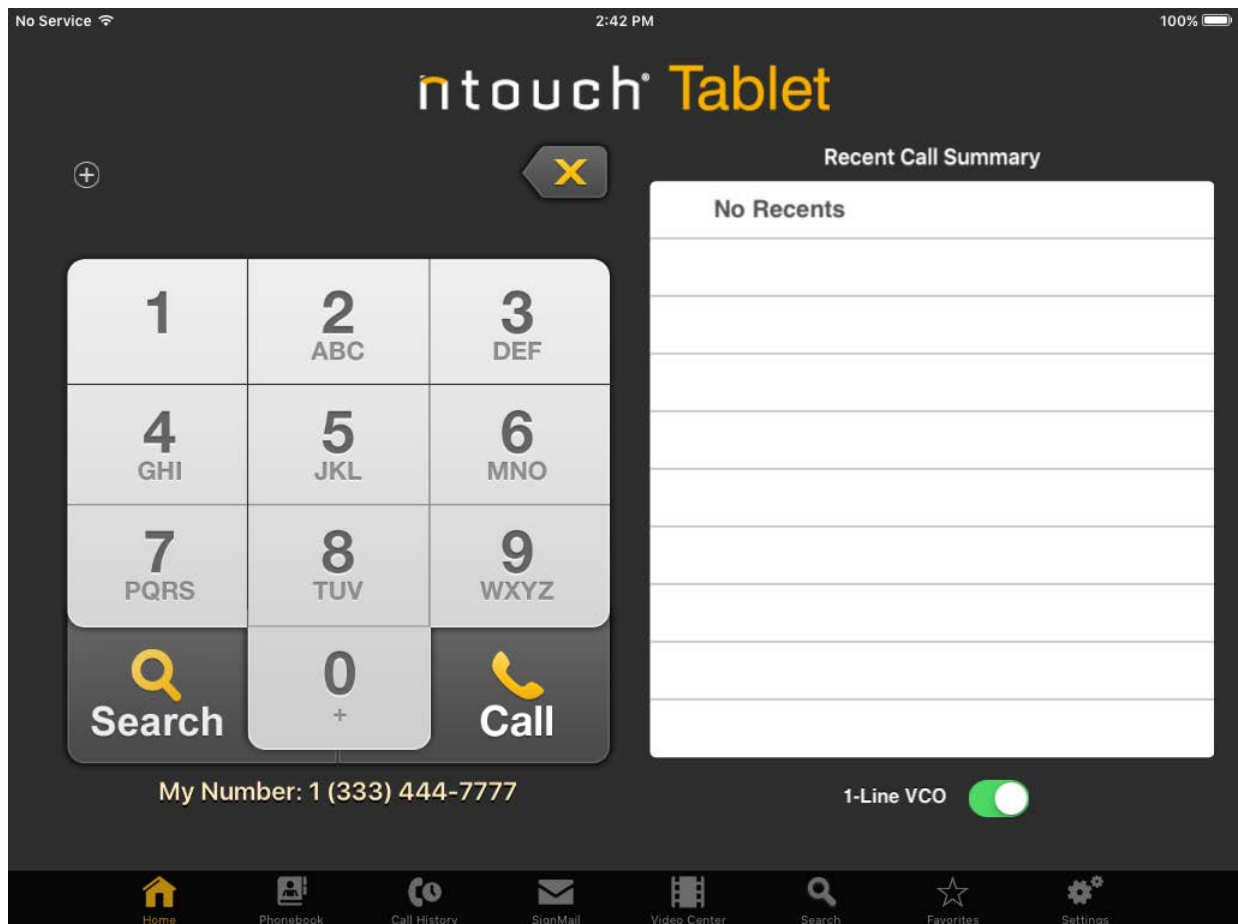 No Service 2:42 PM 100%
ntouch® Tablet
Recent Call Summary
No Recents
1 2 3
ABC DEF
4 5 6
GHI JKL MNO
7 8 9
PQRS TUV WXYZ
0
+
Search Call
My Number: 1 (333) 444-7777
1-Line VCO
Home Phonebook Call History SignMail Video Center Search Favorites Settings